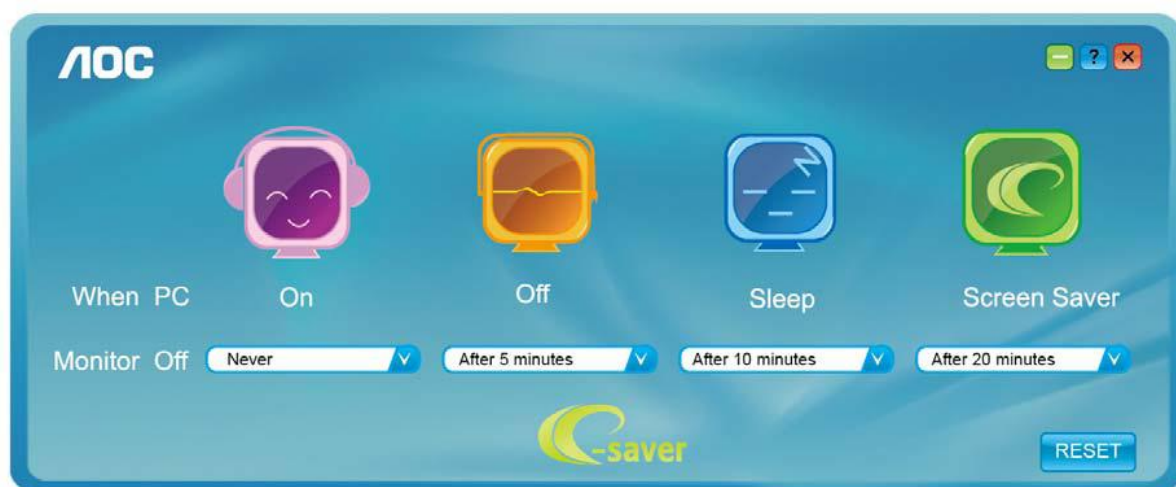 AOC
?
When PC On Off Sleep Screen Saver
Monitor Off Never After 5 minutes After 10 minutes After 20 minutes
e-saver
RESET